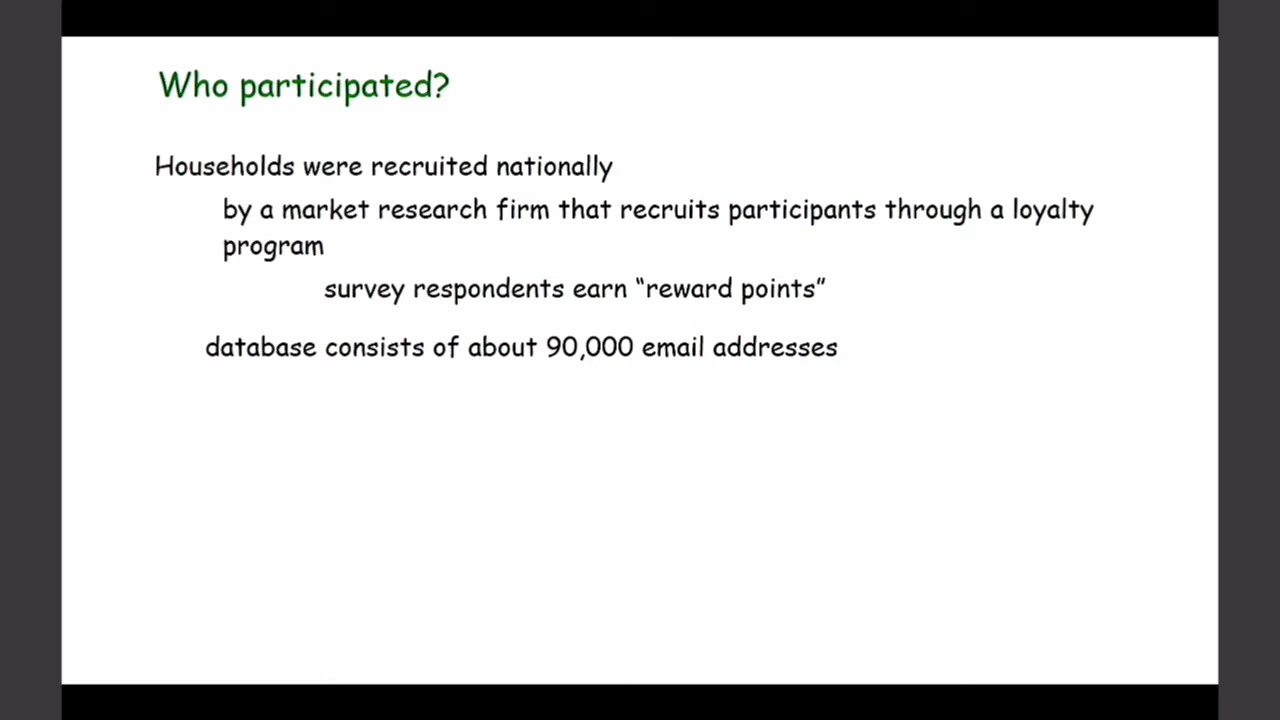 Who participated?
Households were recruited nationally
by a market research firm that recruits participants through a loyalty
program
survey respondents earn “reward points”
database consists of about 90,000 email addresses